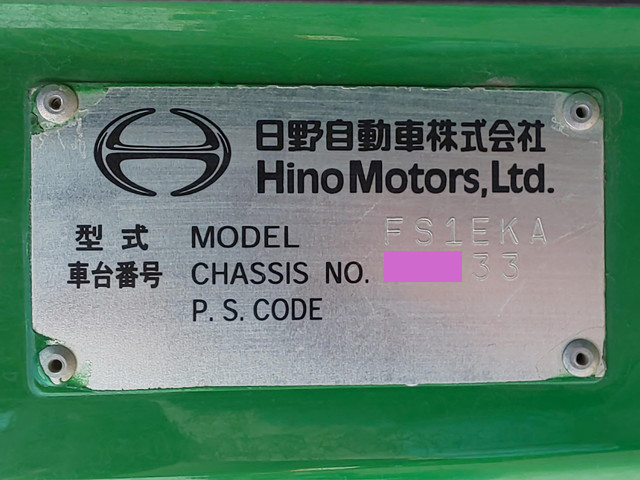 日野自動車株式会社
Hino Motors, Ltd.
型式 MODEL FS1EKA
車台番号 CHASSIS NO. 33
P. S. CODE